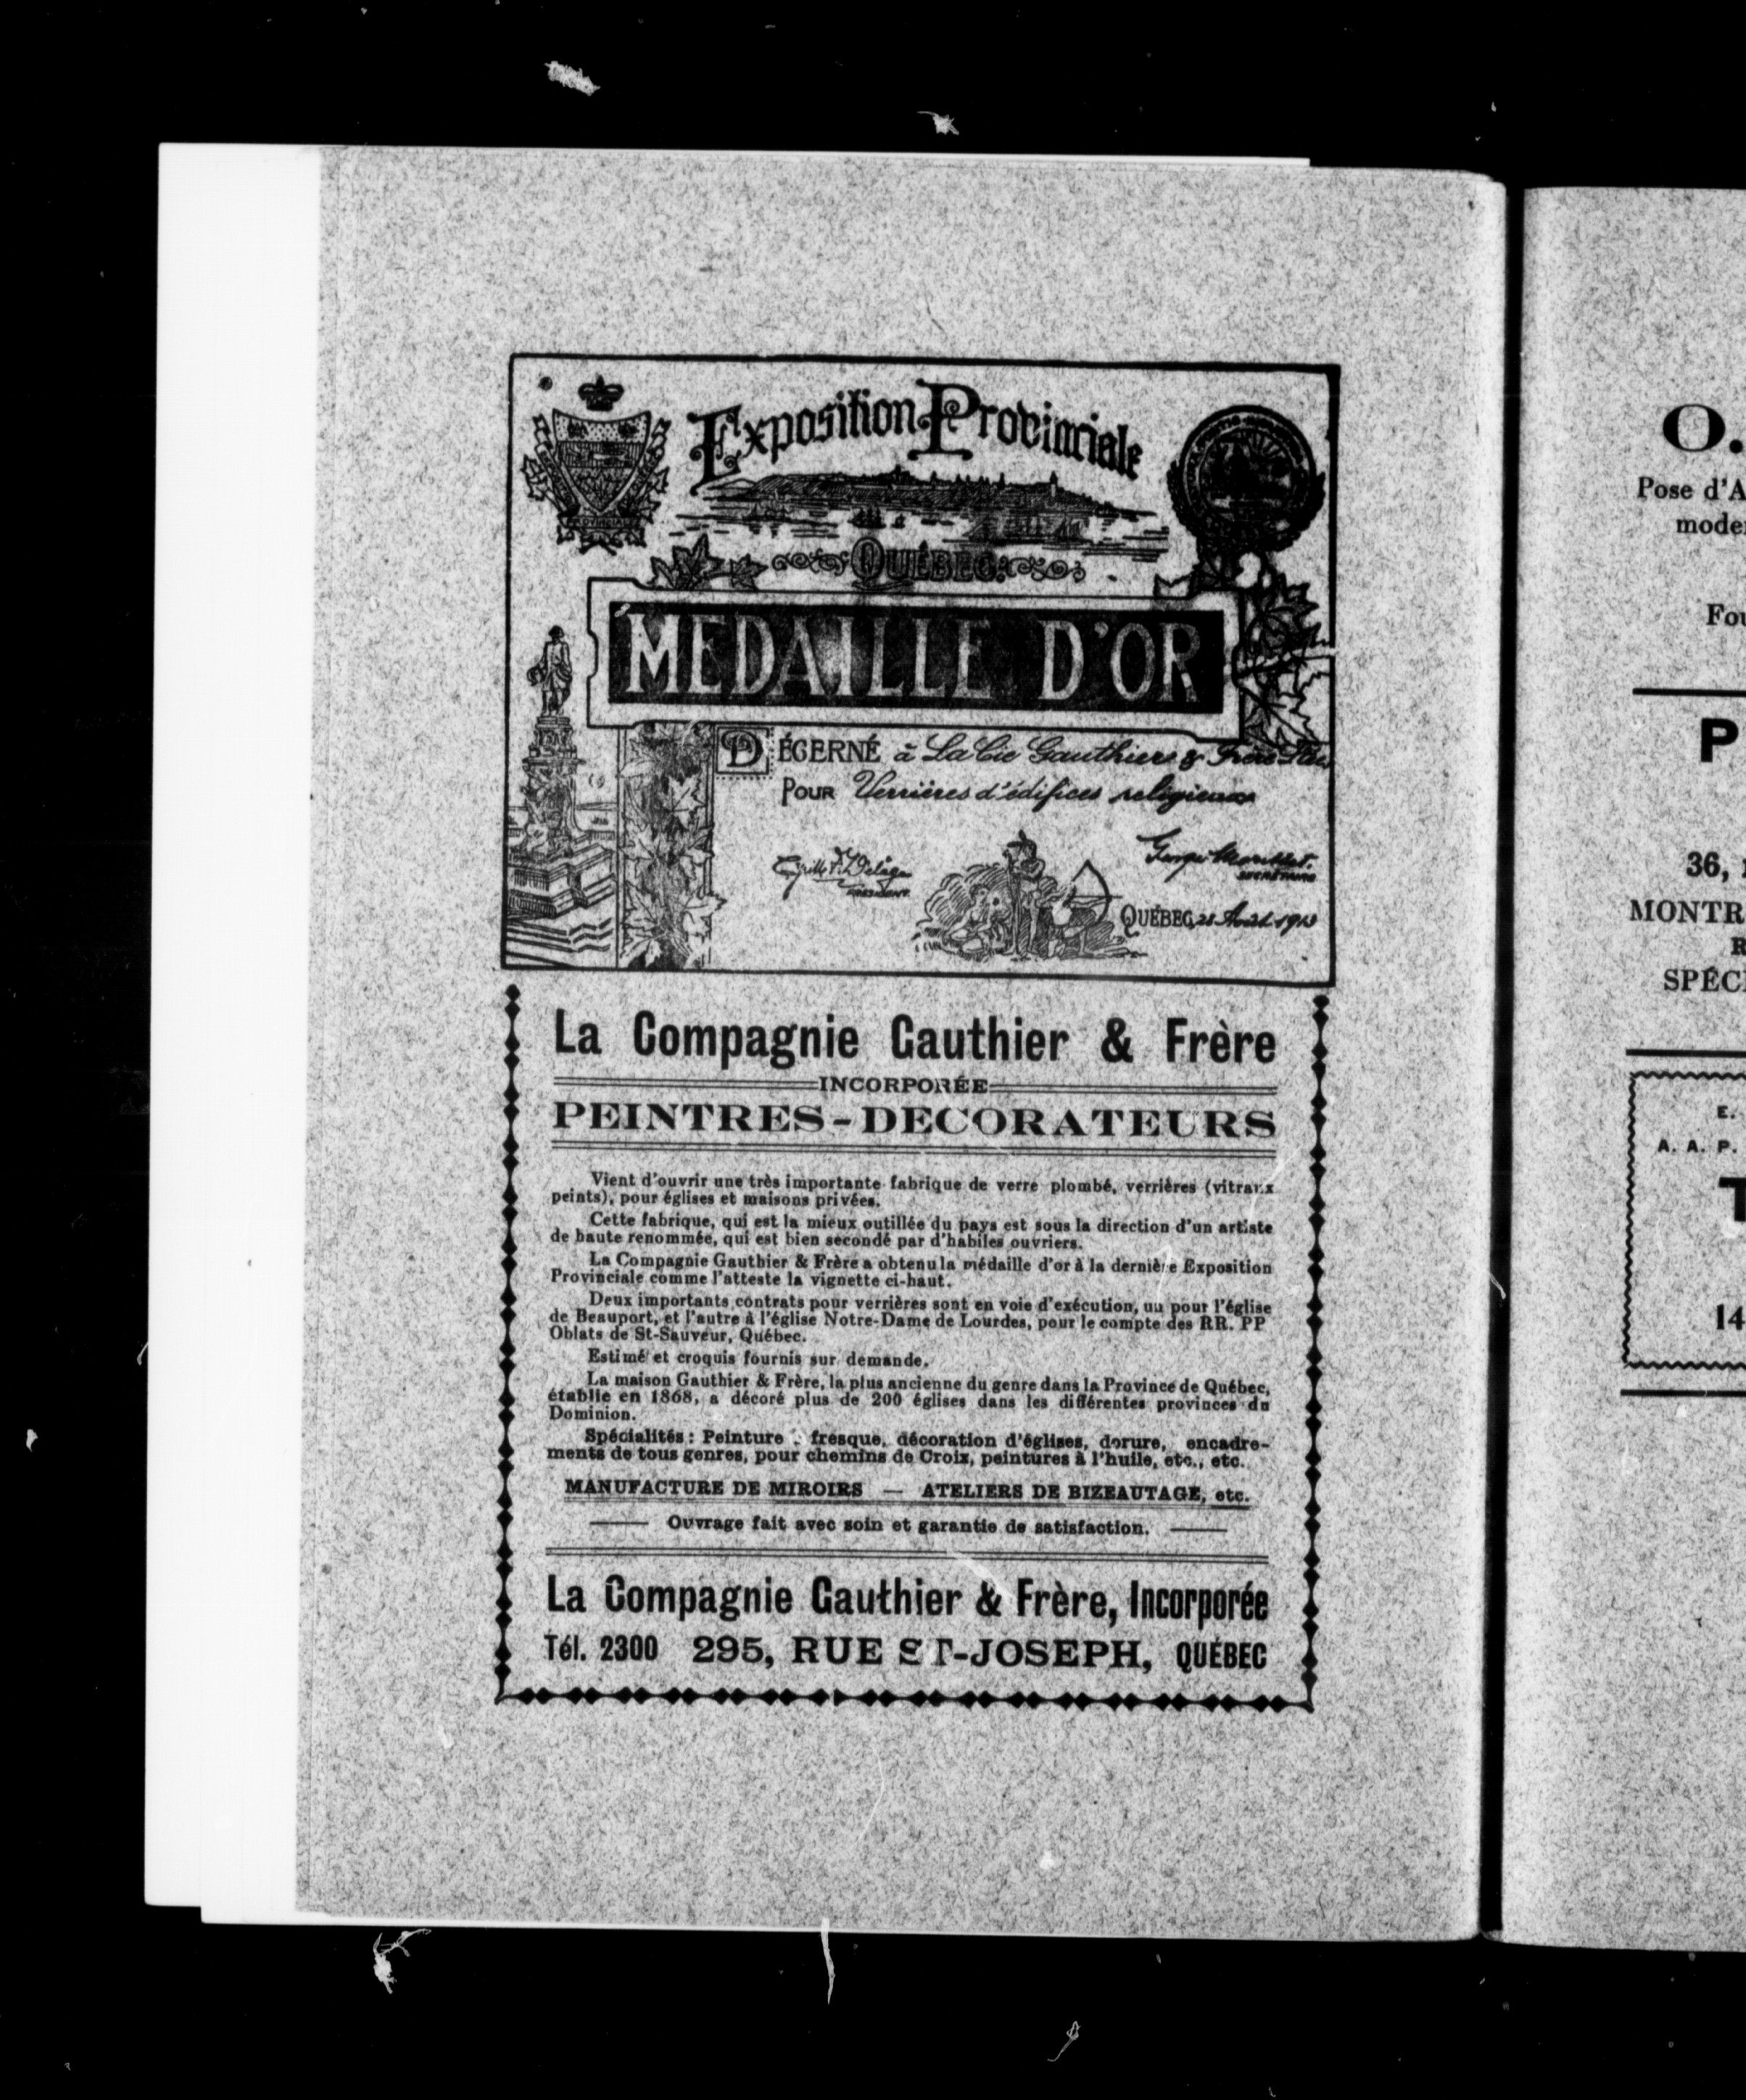 Exposition Provinciale
QUÉBEC.
MEDAILLE D'OR
DÉCERNÉ à La Cie Gauthier & Frère
POUR Verrières d'édifices religieux
PRÉSIDENT.
SECRÉTAIRE
QUÉBEC, Août
La Compagnie Gauthier & Frère
INCORPORÉE
PEINTRES-DECORATEURS
Vient d'ouvrir une très importante fabrique de verre plombé, verrières (vitraux
peints), pour églises et maisons privées.
Cette fabrique, qui est la mieux outillée du pays est sous la direction d'un artiste
de haute renommée, qui est bien secondé par d'habiles ouvriers.
La Compagnie Gauthier & Frère a obtenu la médaille d'or à la dernière Exposition
Provinciale comme l'atteste la vignette ci-haut.
Deux importants contrats pour verrières sont en voie d'exécution, un pour l'église
de Beauport, et l'autre à l'église Notre-Dame de Lourdes, pour le compte des RR. PP
Oblats de St-Sauveur, Québec.
Estimé et croquis fournis sur demande.
La maison Gauthier & Frère, la plus ancienne du genre dans la Province de Québec,
établie en 1868, a décoré plus de 200 églises dans les différentes provinces du
Dominion.
Spécialités : Peinture fresque, décoration d'églises, dorure, encadre-
ments de tous genres, pour chemins de Croix, peintures à l'huile, etc., etc.
MANUFACTURE DE MIROIRS — ATELIERS DE BIZEAUTAGE, etc.
Ouvrage fait avec soin et garantie de satisfaction.
La Compagnie Gauthier & Frère, Incorporée
Tél. 2300 295, RUE ST-JOSEPH, QUÉBEC
O.
Pose d'A
moder
Fou
P
36,
MONTR
R
SPÉC
E.
A. A. P.
T
14